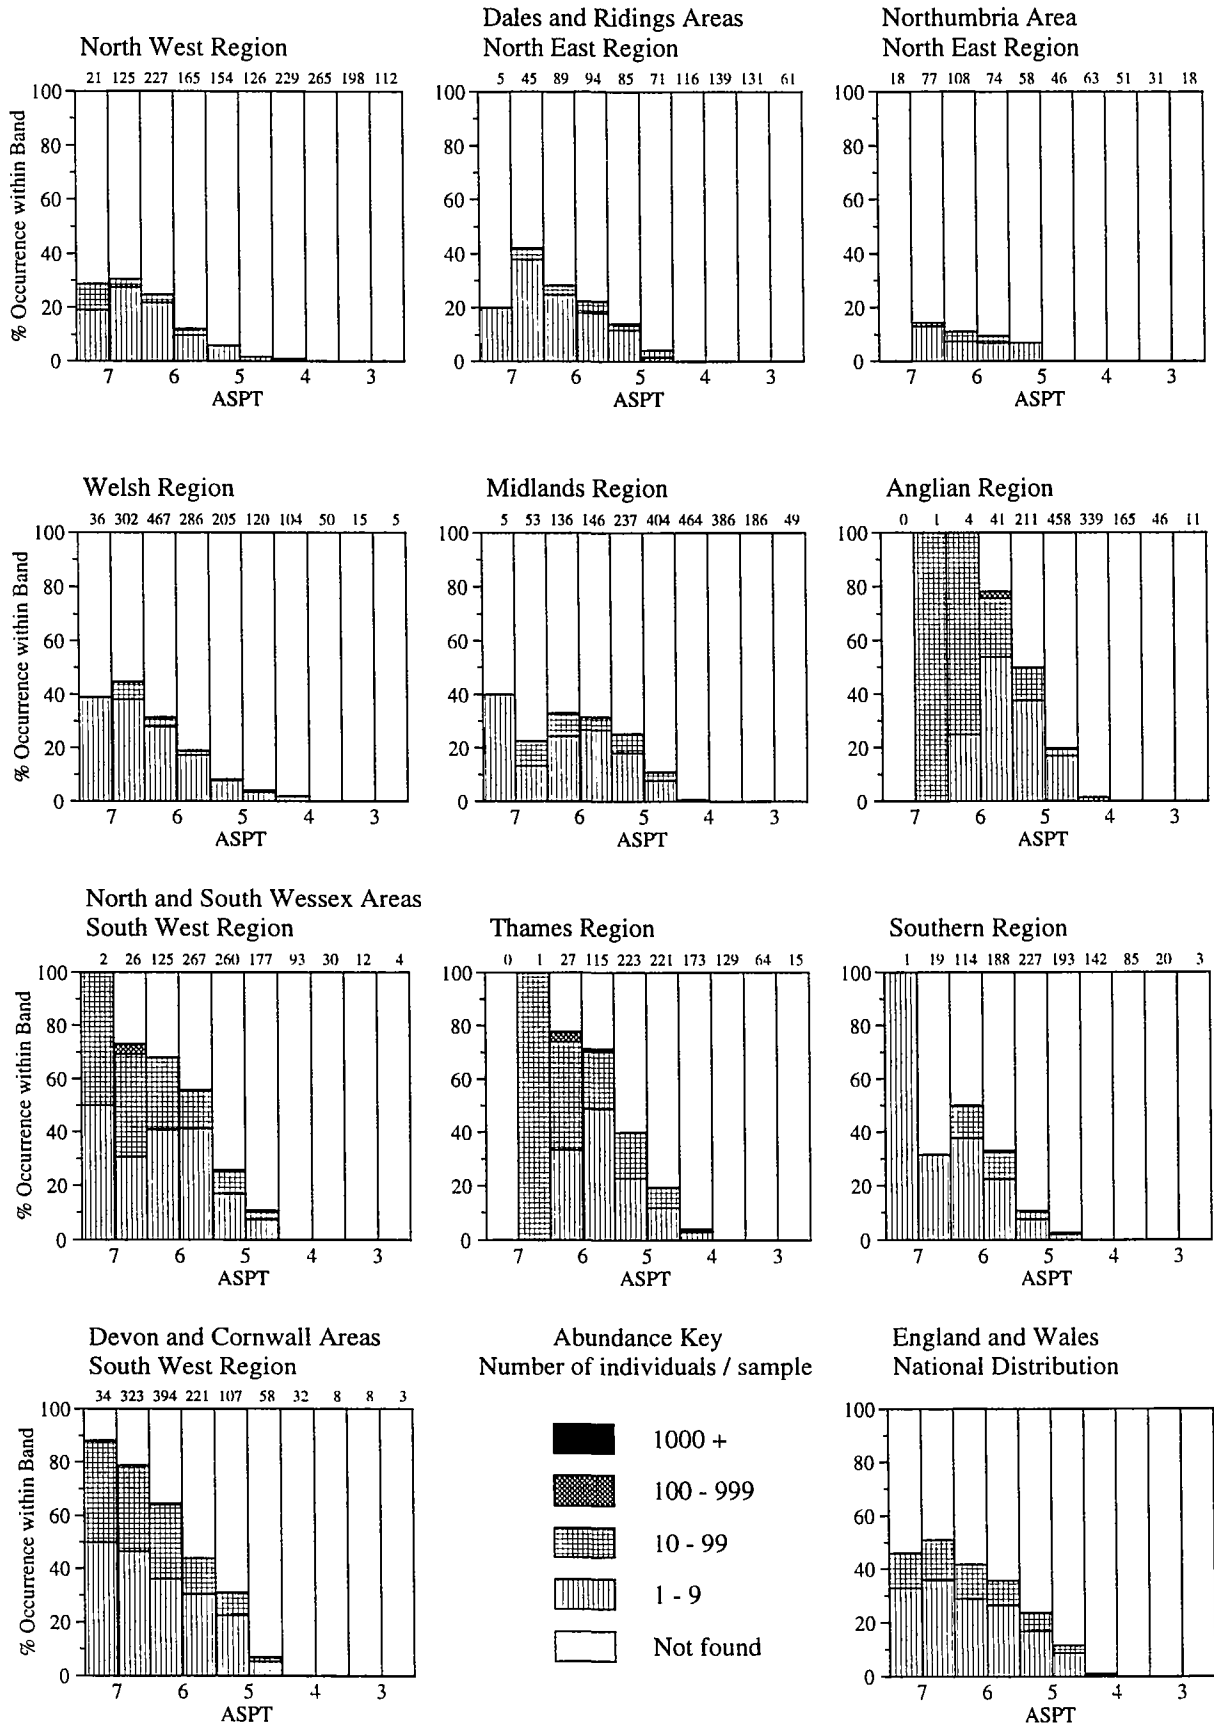 North West Region
21 125 227 165 154 126 229 265 198 112
% Occurrence within Band
100
80
60
40
20
0
7 6 5 4 3
ASPT
Dales and Ridings Areas
North East Region
5 45 89 94 85 71 116 139 131 61
100
80
60
40
20
0
7 6 5 4 3
ASPT
Northumbria Area
North East Region
18 77 108 74 58 46 63 51 31 18
100
80
60
40
20
0
7 6 5 4 3
ASPT
Welsh Region
36 302 467 286 205 120 104 50 15 5
% Occurrence within Band
100
80
60
40
20
0
7 6 5 4 3
ASPT
Midlands Region
5 53 136 146 237 404 464 386 186 49
100
80
60
40
20
0
7 6 5 4 3
ASPT
Anglian Region
0 1 4 41 211 458 339 165 46 11
100
80
60
40
20
0
7 6 5 4 3
ASPT
North and South Wessex Areas
South West Region
2 26 125 267 260 177 93 30 12 4
% Occurrence within Band
100
80
60
40
20
0
7 6 5 4 3
ASPT
Thames Region
0 1 27 115 223 221 173 129 64 15
100
80
60
40
20
0
7 6 5 4 3
ASPT
Southern Region
1 19 114 188 227 193 142 85 20 3
100
80
60
40
20
0
7 6 5 4 3
ASPT
Devon and Cornwall Areas
South West Region
34 323 394 221 107 58 32 8 8 3
% Occurrence within Band
100
80
60
40
20
0
7 6 5 4 3
ASPT
Abundance Key
Number of individuals / sample
1000 +
100 - 999
10 - 99
1 - 9
Not found
England and Wales
National Distribution
100
80
60
40
20
0
7 6 5 4 3
ASPT